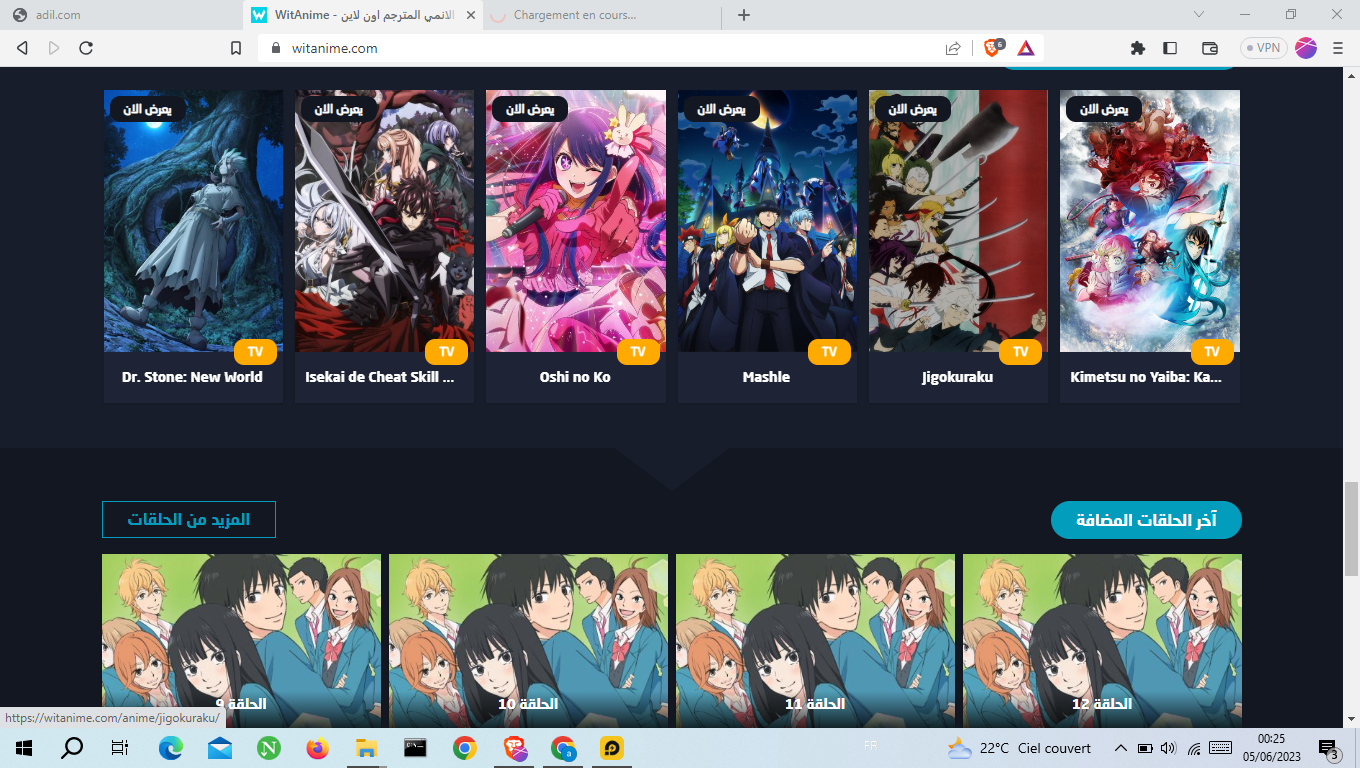 adil.com
WitAnime - الانمي المترجم اون لاين
Chargement en cours...
witanime.com
6
VPN
يعرض الان
يعرض الان
يعرض الان
يعرض الان
يعرض الان
يعرض الان
TV
TV
TV
TV
TV
TV
Dr. Stone: New World
Isekai de Cheat Skill ...
Oshi no Ko
Mashle
Jigokuraku
Kimetsu no Yaiba: Ka...
آخر الحلقات المضافة
المزيد من الحلقات
الحلقة 12
الحلقة 11
الحلقة 10
الحلقة 9
https://witanime.com/anime/jigokuraku/
FR
22°C Ciel couvert
00:25
05/06/2023
3